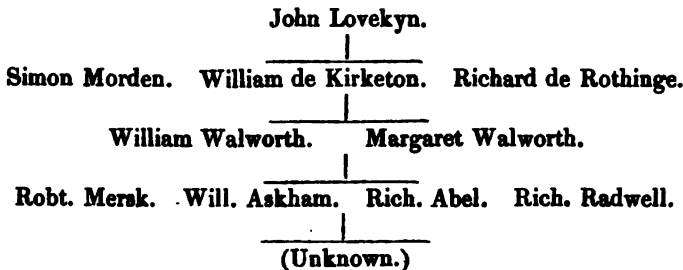 John Lovekyn.
Simon Morden. William de Kirketon. Richard de Rothinge.
William Walworth. Margaret Walworth.
Robt. Mersk. Will. Askham. Rich. Abel. Rich. Radwell.
(Unknown.)